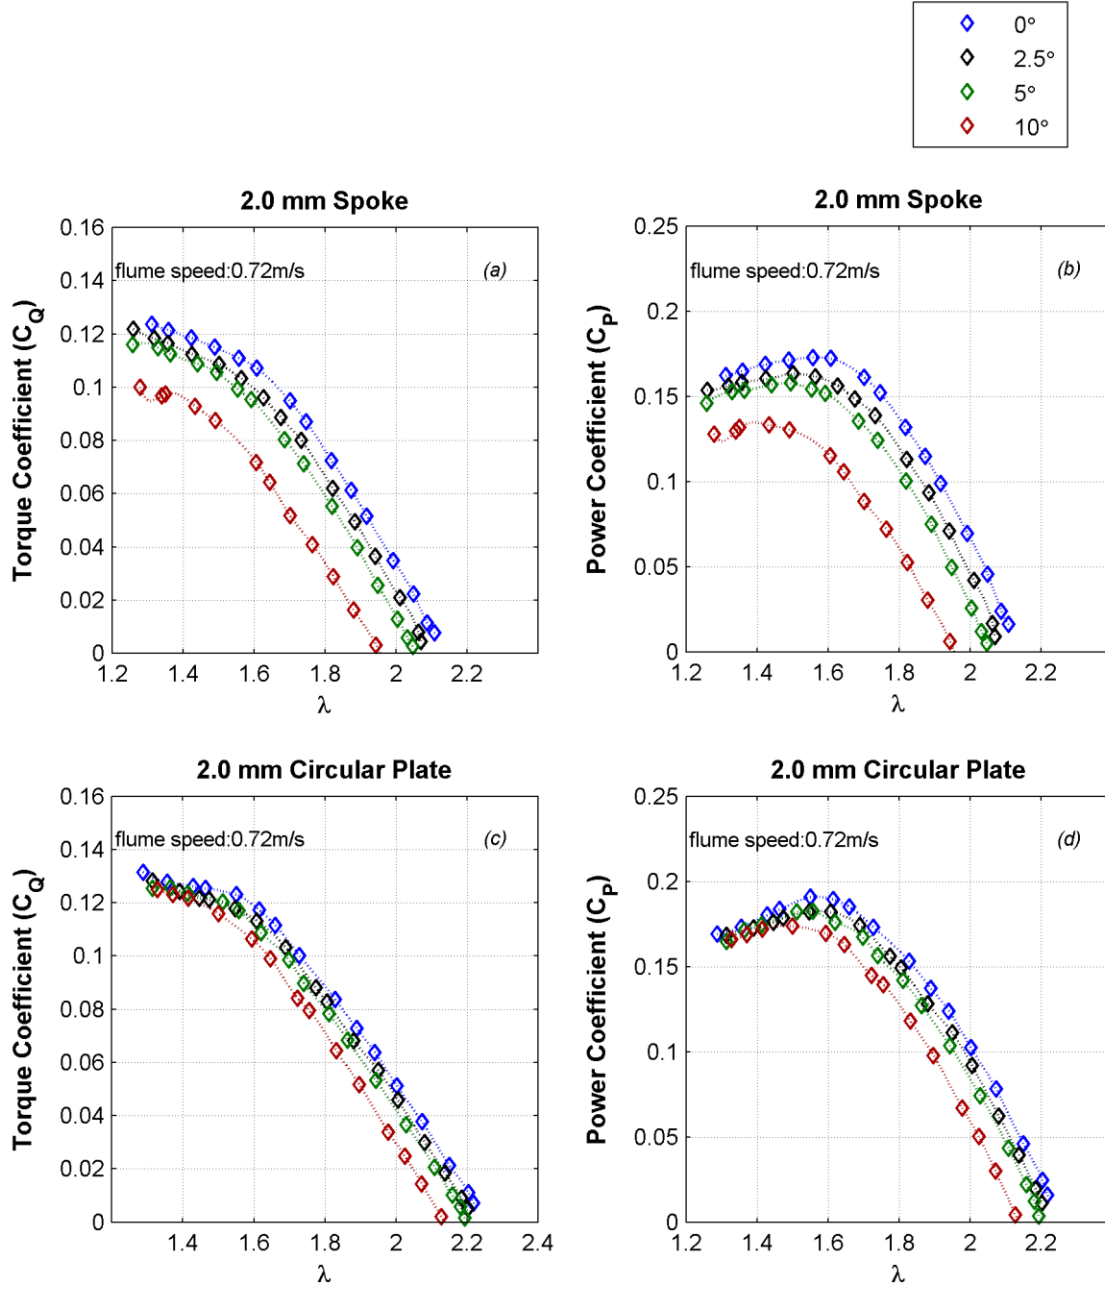 0°
2.5°
5°
10°
2.0 mm Spoke
0.16
0.14
0.12
0.1
0.08
0.06
0.04
0.02
0
1.2 1.4 1.6 1.8 2 2.2
flume speed:0.72m/s
(a)
Torque Coefficient (C_Q)
λ
2.0 mm Spoke
0.25
0.2
0.15
0.1
0.05
0
1.2 1.4 1.6 1.8 2 2.2
flume speed:0.72m/s
(b)
Power Coefficient (C_P)
λ
2.0 mm Circular Plate
0.16
0.14
0.12
0.1
0.08
0.06
0.04
0.02
0
1.4 1.6 1.8 2 2.2 2.4
flume speed:0.72m/s
(c)
Torque Coefficient (C_Q)
λ
2.0 mm Circular Plate
0.25
0.2
0.15
0.1
0.05
0
1.2 1.4 1.6 1.8 2 2.2
flume speed:0.72m/s
(d)
Power Coefficient (C_P)
λ